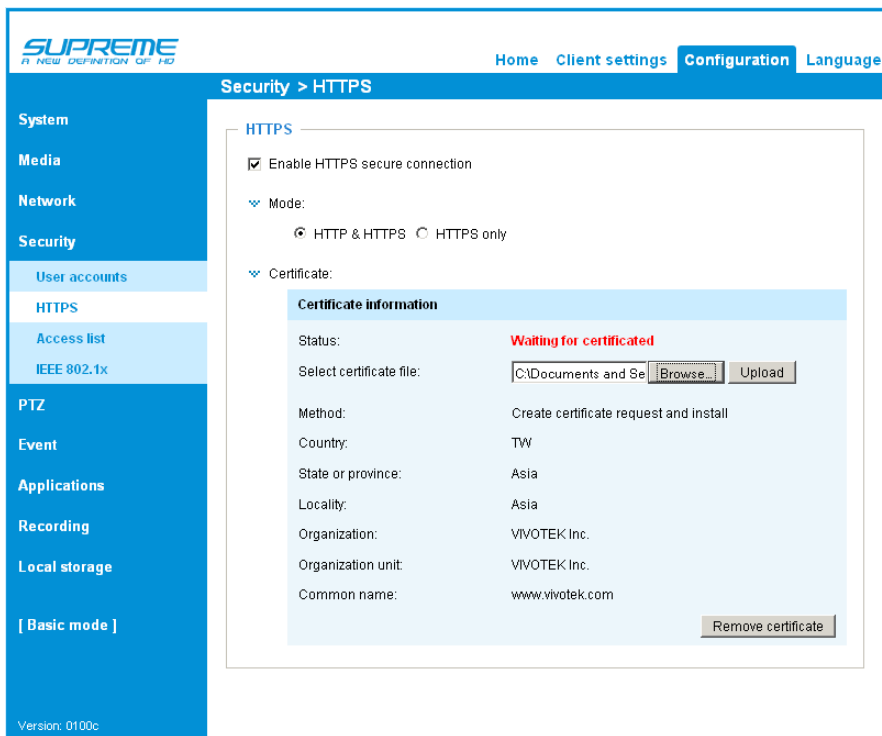 SUPREME
A NEW DEFINITION OF HD
Home Client settings Configuration Language
Security > HTTPS
System
Media
Network
Security
User accounts
HTTPS
Access list
IEEE 802.1x
PTZ
Event
Applications
Recording
Local storage
[ Basic mode ]
Version: 0100c
HTTPS
Enable HTTPS secure connection
Mode:
HTTP & HTTPS HTTPS only
Certificate:
Certificate information
Status: Waiting for certificated
Select certificate file: C:\Documents and Se Browse... Upload
Method: Create certificate request and install
Country: TW
State or province: Asia
Locality: Asia
Organization: VIVOTEK Inc.
Organization unit: VIVOTEK Inc.
Common name: www.vivotek.com
Remove certificate